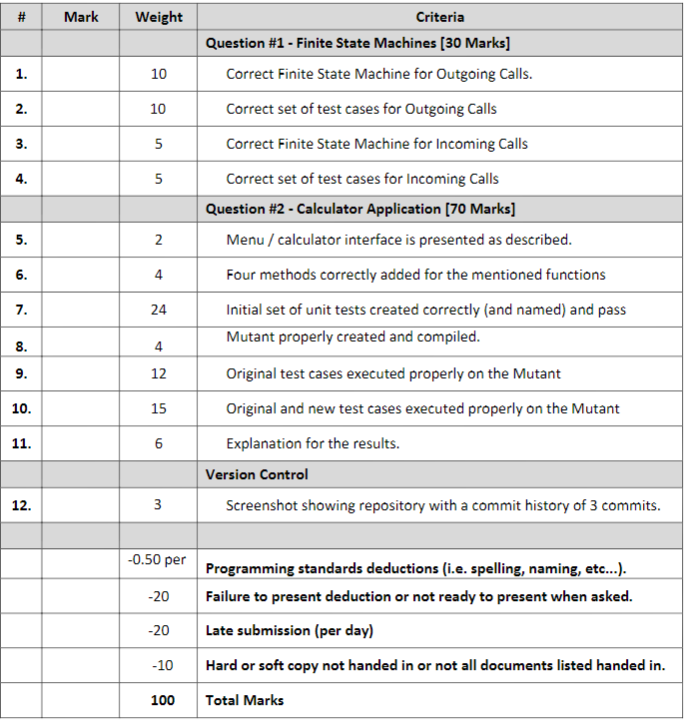 # Mark Weight Criteria
Question #1 - Finite State Machines [30 Marks]
1. 10 Correct Finite State Machine for Outgoing Calls.
2. 10 Correct set of test cases for Outgoing Calls
3. 5 Correct Finite State Machine for Incoming Calls
4. 5 Correct set of test cases for Incoming Calls
Question #2 - Calculator Application [70 Marks]
5. 2 Menu / calculator interface is presented as described.
6. 4 Four methods correctly added for the mentioned functions
7. 24 Initial set of unit tests created correctly (and named) and pass
8. 4 Mutant properly created and compiled.
9. 12 Original test cases executed properly on the Mutant
10. 15 Original and new test cases executed properly on the Mutant
11. 6 Explanation for the results.
Version Control
12. 3 Screenshot showing repository with a commit history of 3 commits.
-0.50 per Programming standards deductions (i.e. spelling, naming, etc...).
-20 Failure to present deduction or not ready to present when asked.
-20 Late submission (per day)
-10 Hard or soft copy not handed in or not all documents listed handed in.
100 Total Marks